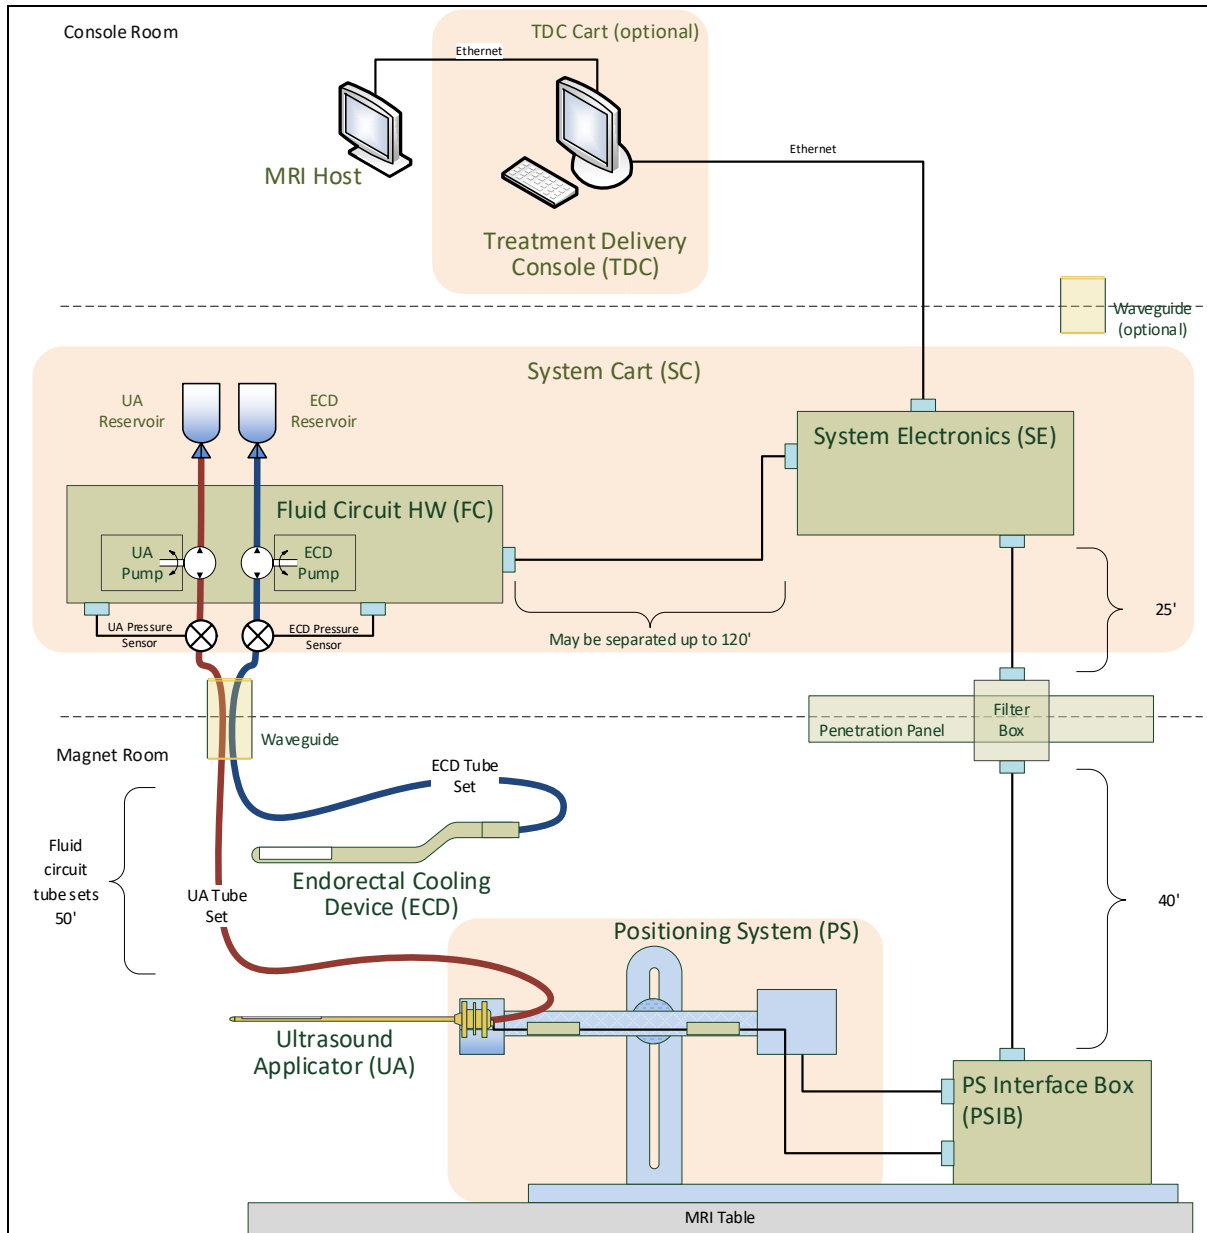 Console Room
TDC Cart (optional)
Ethernet
MRI Host
Ethernet
Treatment Delivery
Console (TDC)
Waveguide
(optional)
System Cart (SC)
UA
Reservoir
ECD
Reservoir
System Electronics (SE)
Fluid Circuit HW (FC)
UA
Pump
ECD
Pump
UA Pressure
Sensor
ECD Pressure
Sensor
May be separated up to 120'
25'
Filter
Box
Penetration Panel
Waveguide
Magnet Room
ECD Tube
Set
Fluid
circuit
tube sets
50'
UA Tube
Set
Endorectal Cooling
Device (ECD)
40'
Positioning System (PS)
Ultrasound
Applicator (UA)
PS Interface Box
(PSIB)
MRI Table